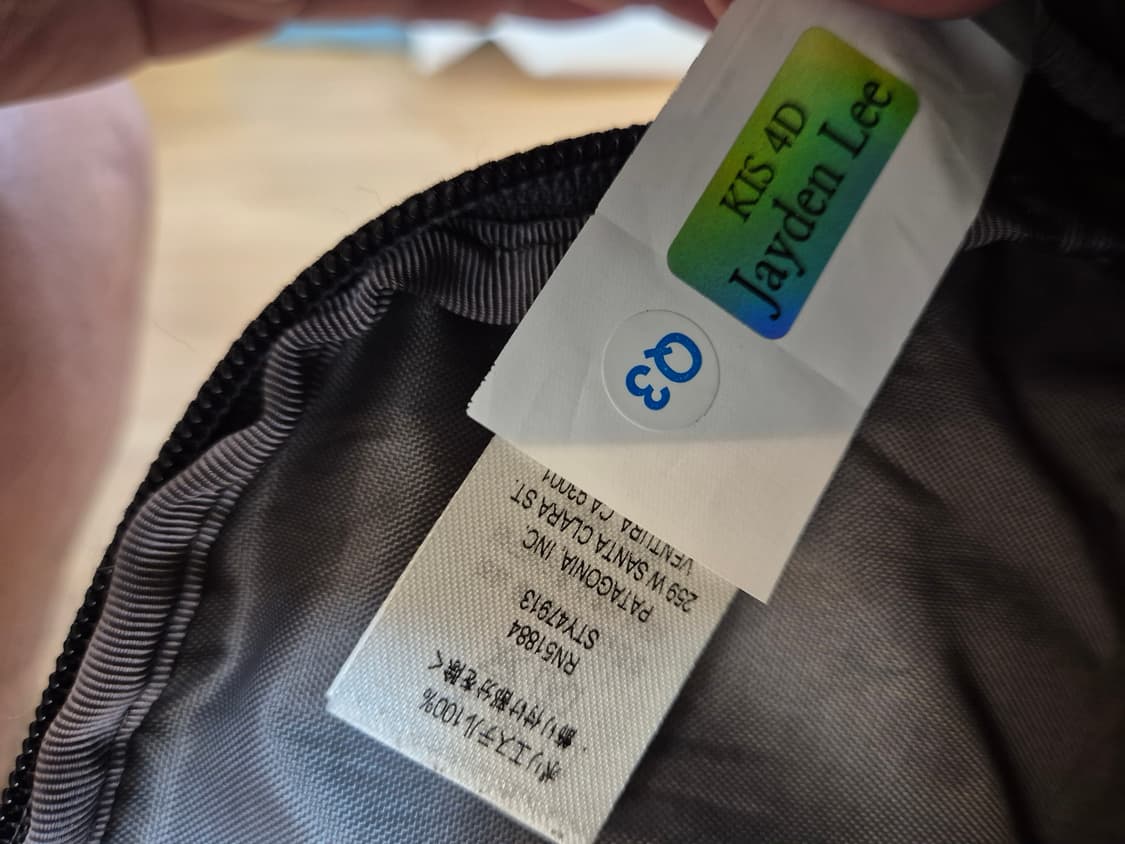 KIS 4D
Jayden Lee
Q3
VENTURA, CA 93001
259 W SANTA CLARA ST.
PATAGONIA, INC.
STY47913
RN51884
飾り付け部分を除く
ポリエステル100%